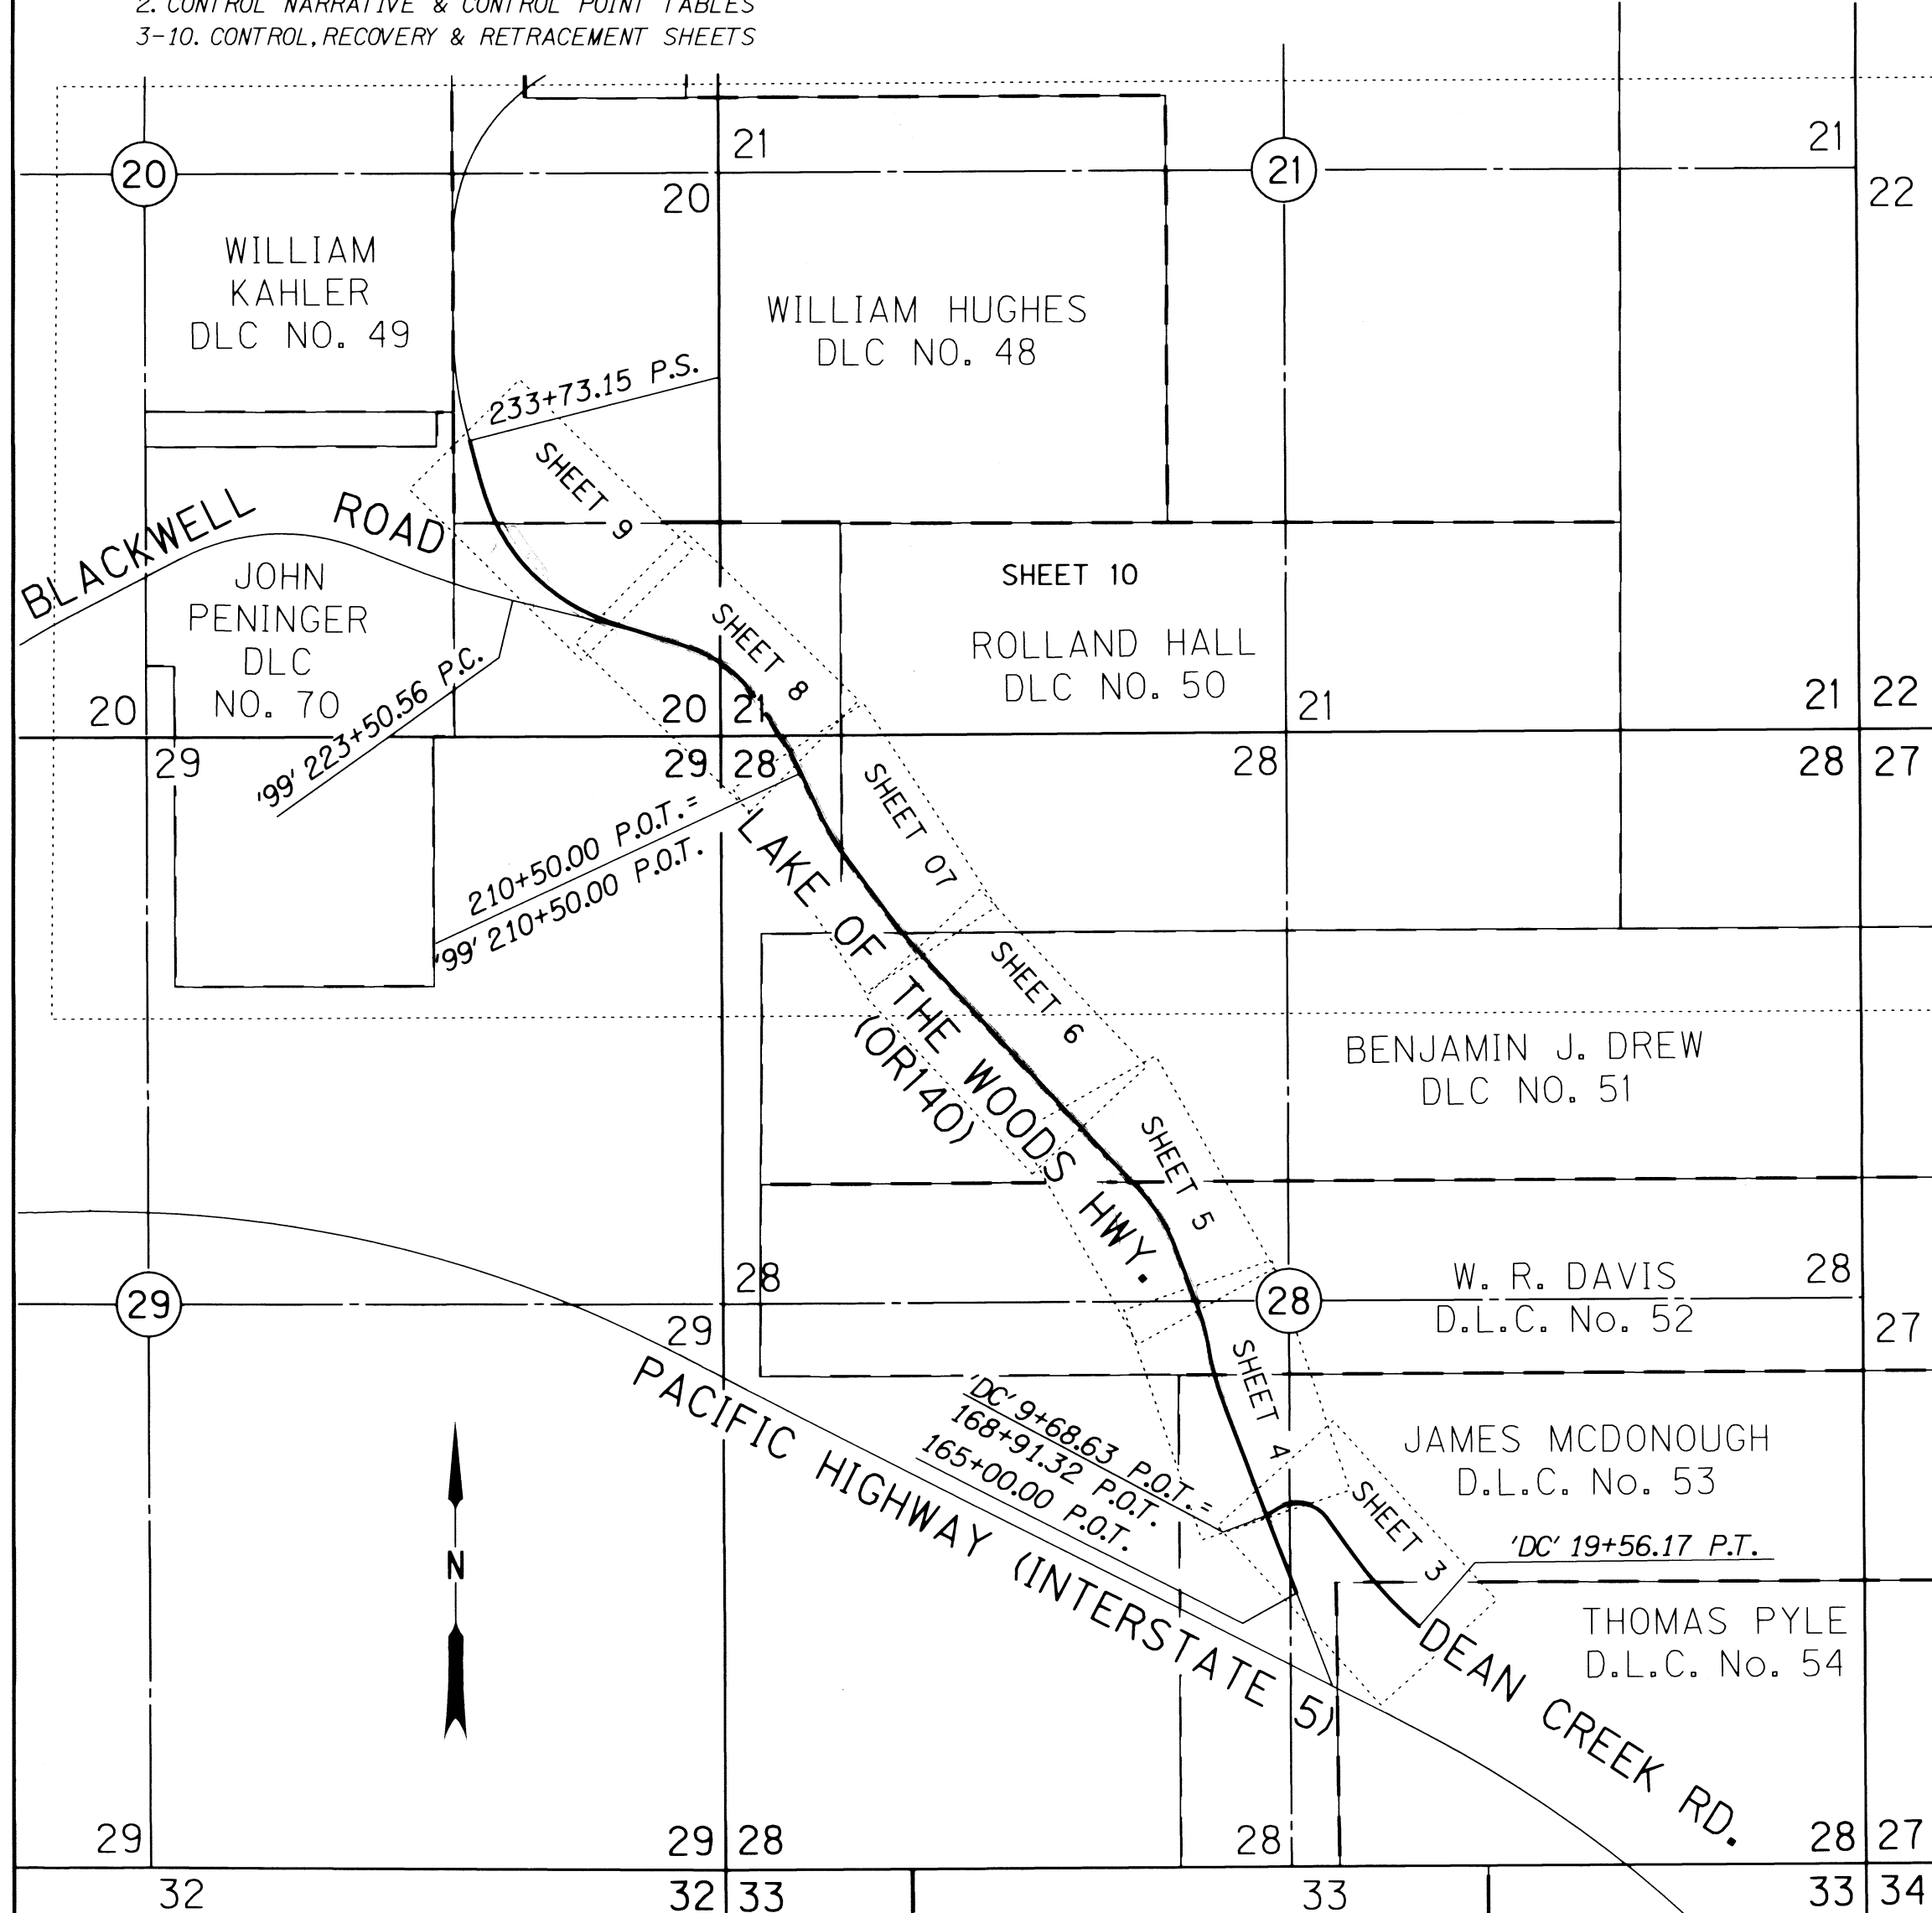 2. CONTROL NARRATIVE & CONTROL POINT TABLES
3-10. CONTROL, RECOVERY & RETRACEMENT SHEETS
21
21
20
21
20
22
WILLIAM
KAHLER
DLC NO. 49
WILLIAM HUGHES
DLC NO. 48
233+73.15 P.S.
SHEET 9
BLACKWELL ROAD
JOHN
PENINGER
DLC
NO. 70
SHEET 10
ROLLAND HALL
DLC NO. 50
SHEET 8
'99' 223+50.56 P.C.
20
20 21
21
21 22
29
29 28
28
28 27
SHEET 07
210+50.00 P.O.T. =
'99' 210+50.00 P.O.T.
LAKE OF THE WOODS HWY.
(OR140)
SHEET 6
BENJAMIN J. DREW
DLC NO. 51
SHEET 5
28
28
W. R. DAVIS
D.L.C. No. 52
29
28
29
27
SHEET 4
PACIFIC HIGHWAY (INTERSTATE 5)
'DC' 9+68.63 P.O.T. =
168+91.32 P.O.T.
165+00.00 P.O.T.
JAMES MCDONOUGH
D.L.C. No. 53
SHEET 3
'DC' 19+56.17 P.T.
N
THOMAS PYLE
D.L.C. No. 54
DEAN CREEK RD.
29
29 28
28
28 27
32
32 33
33
33 34